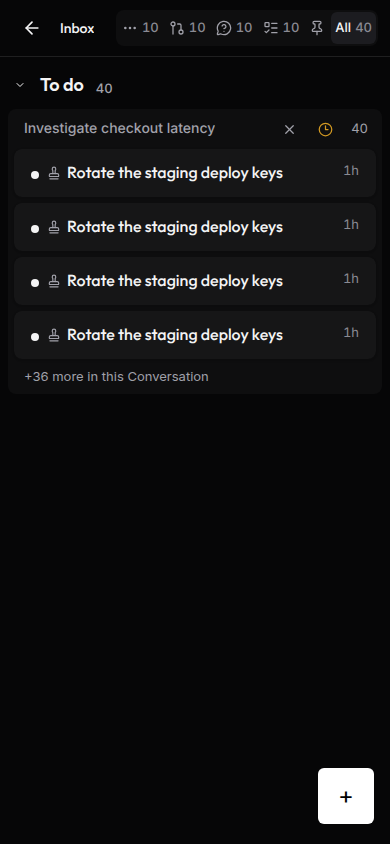 Inbox 10 10 10 10 All 40
To do 40
Investigate checkout latency 40
Rotate the staging deploy keys 1h
Rotate the staging deploy keys 1h
Rotate the staging deploy keys 1h
Rotate the staging deploy keys 1h
+36 more in this Conversation
+